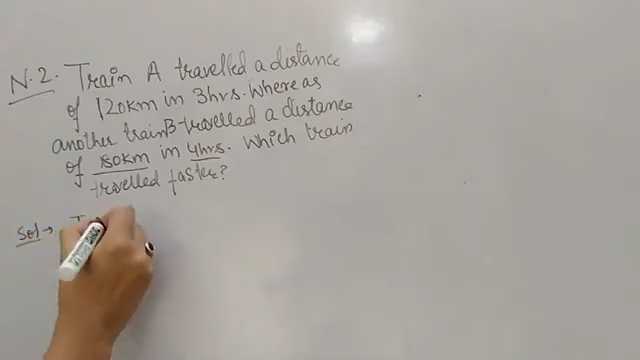 N.2. Train A travelled a distance
of 120km in 3hrs. Where as
another train B travelled a distance
of 180km in 4hrs. Which train
travelled faster?
Sol → T